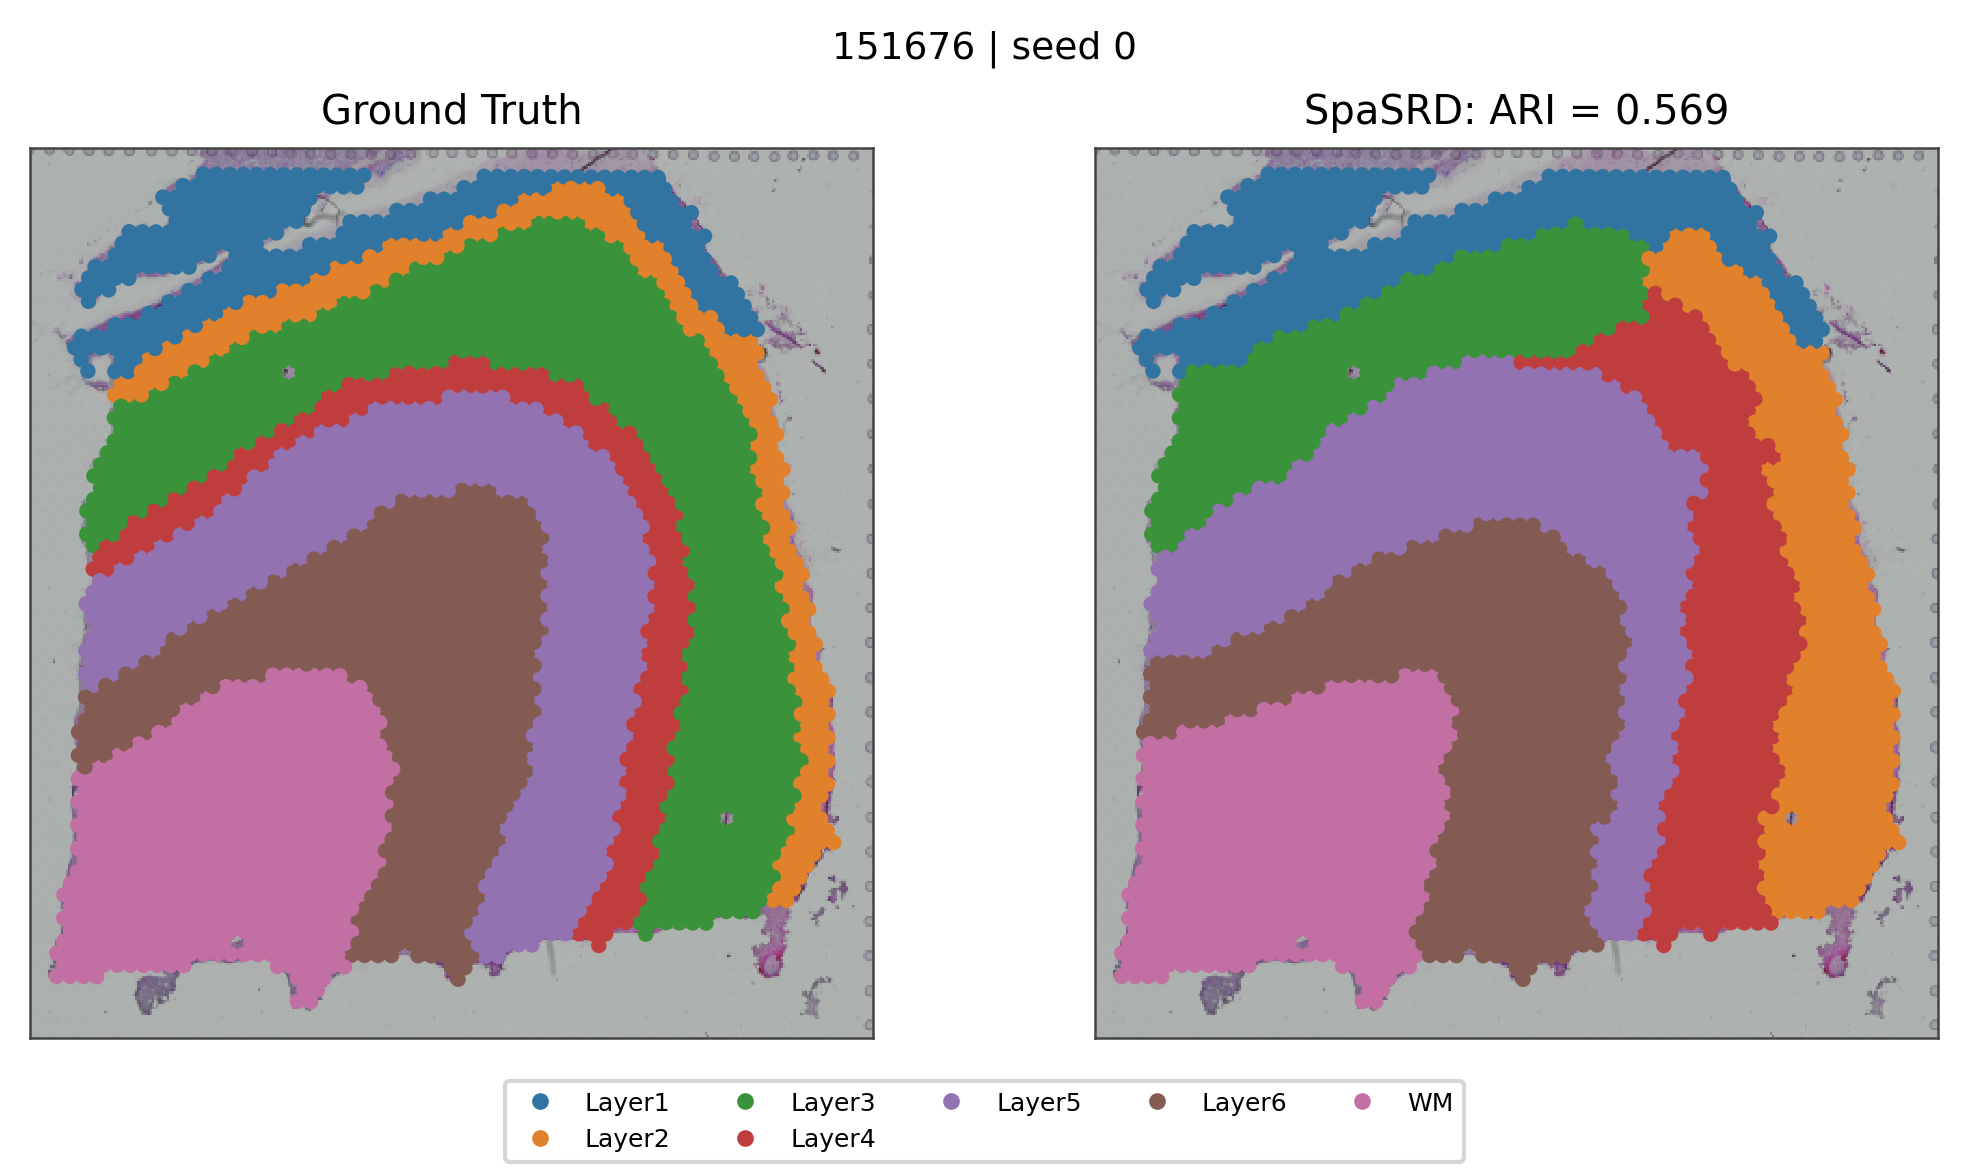 151676 | seed 0
Ground Truth
SpaSRD: ARI = 0.569
Layer1
Layer3
Layer5
Layer6
WM
Layer2
Layer4